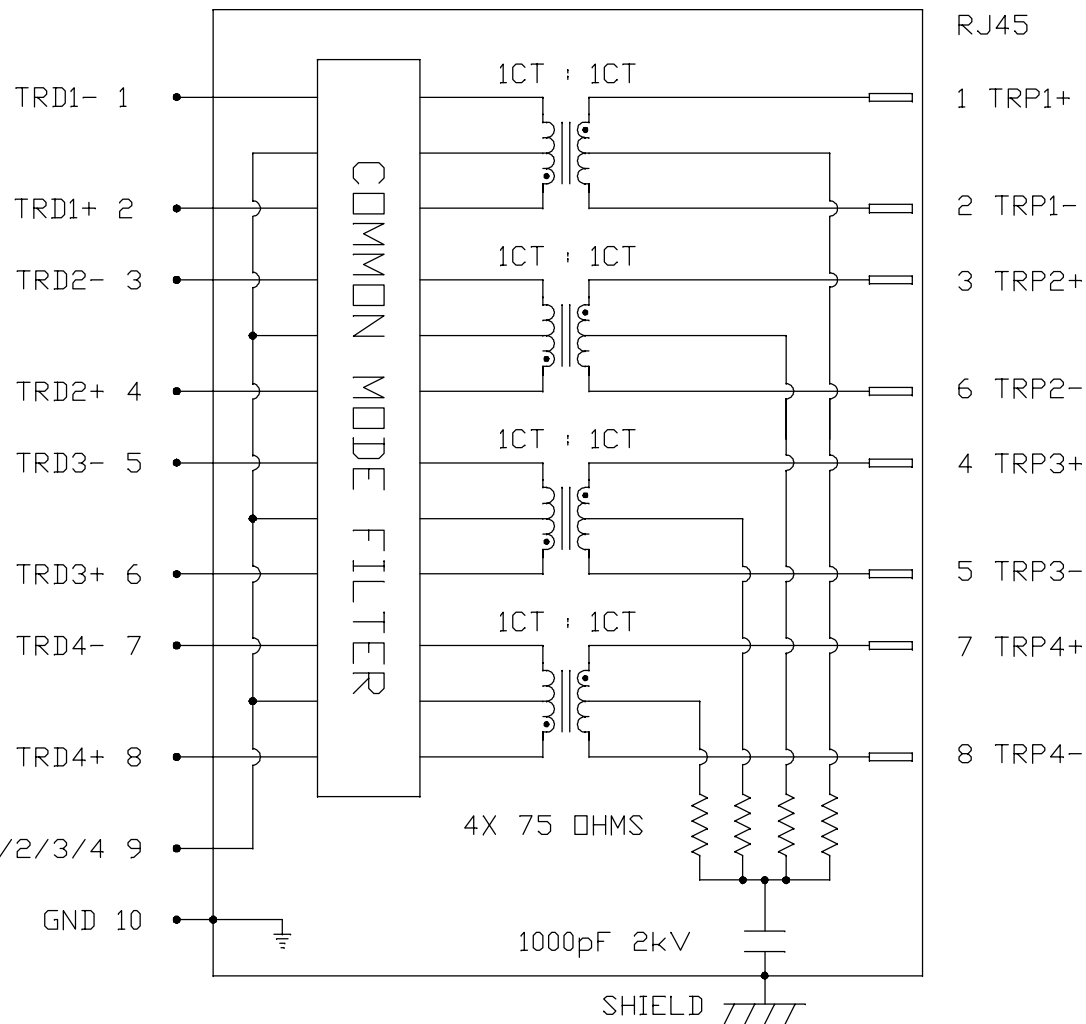 RJ45
1CT : 1CT
TRD1- 1
1 TRP1+
TRD1+ 2
2 TRP1-
1CT : 1CT
TRD2- 3
3 TRP2+
TRD2+ 4
6 TRP2-
1CT : 1CT
TRD3- 5
4 TRP3+
TRD3+ 6
5 TRP3-
1CT : 1CT
TRD4- 7
7 TRP4+
TRD4+ 8
8 TRP4-
COMMON MODE FILTER
4X 75 OHMS
/2/3/4 9
GND 10
1000pF 2kV
SHIELD